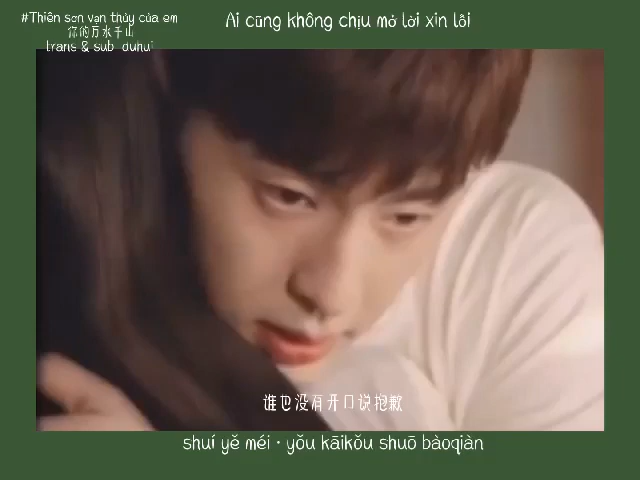 #Thiên sơn vạn thủy của em
你的万水千山
trans & sub duhui
Ai cũng không chịu mở lời xin lỗi
谁也没有开口说抱歉
shuí yě méi · yǒu kāikǒu shuō bàoqiàn